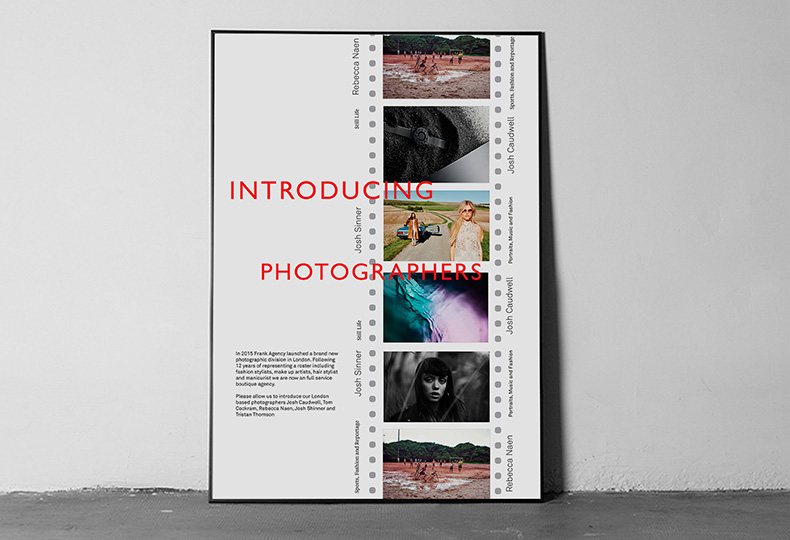 INTRODUCING
PHOTOGRAPHERS
In 2015 Frank Agency launched a brand new
photographic division in London. Following
12 years of representing a roster including
fashion stylists, make up artists, hair stylist
and manicurist we are now an full service
boutique agency.
Please allow us to introduce our London
based photographers Josh Caudwell, Tom
Cockram, Rebecca Naen, Josh Shinner and
Tristan Thomson
Rebecca Naen
Still Life
Josh Sinner
Still Life
Josh Sinner
Sports, Fashion and Reportage
Sports, Fashion and Reportage
Josh Caudwell
Portraits, Music and Fashion
Josh Caudwell
Portraits, Music and Fashion
Rebecca Naen